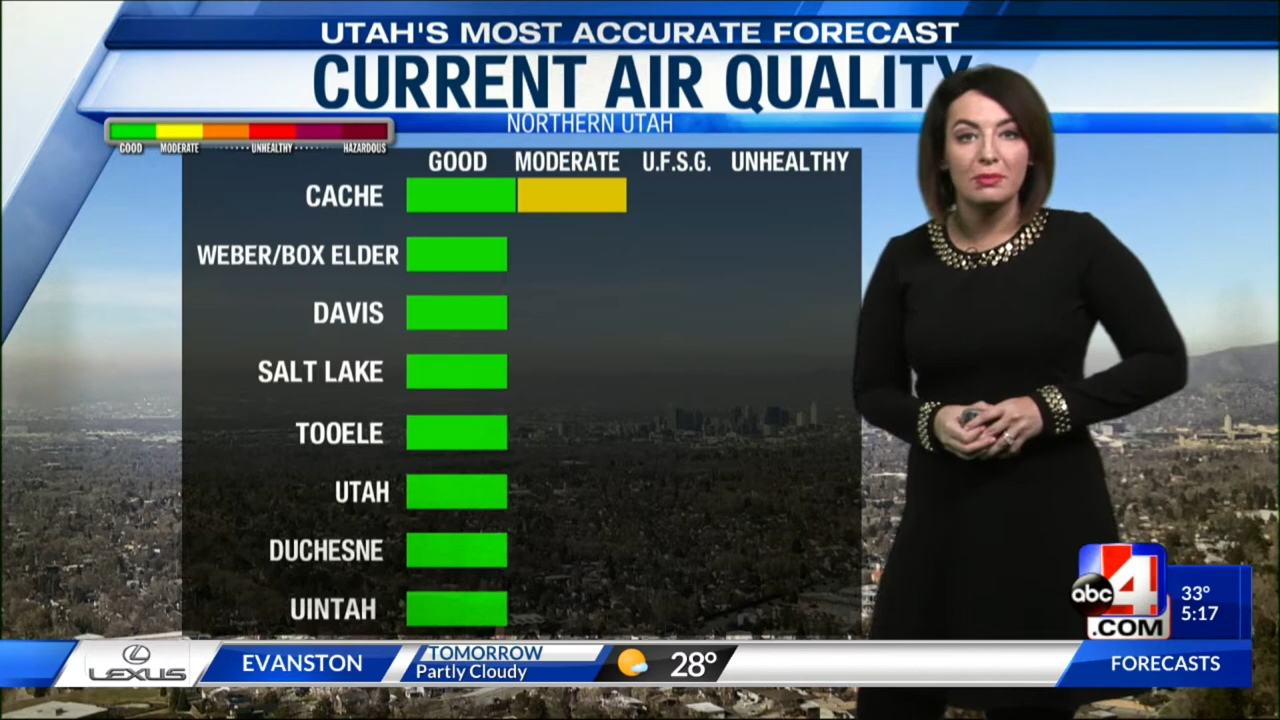 UTAH'S MOST ACCURATE FORECAST
CURRENT AIR QUALITY
NORTHERN UTAH
GOOD MODERATE ······· UNHEALTHY ······· HAZARDOUS
GOOD MODERATE U.F.S.G. UNHEALTHY
CACHE
WEBER/BOX ELDER
DAVIS
SALT LAKE
TOOELE
UTAH
DUCHESNE
UINTAH
abc 4
.COM
33°
5:17
LEXUS
EVANSTON
TOMORROW
Partly Cloudy
28°
FORECASTS